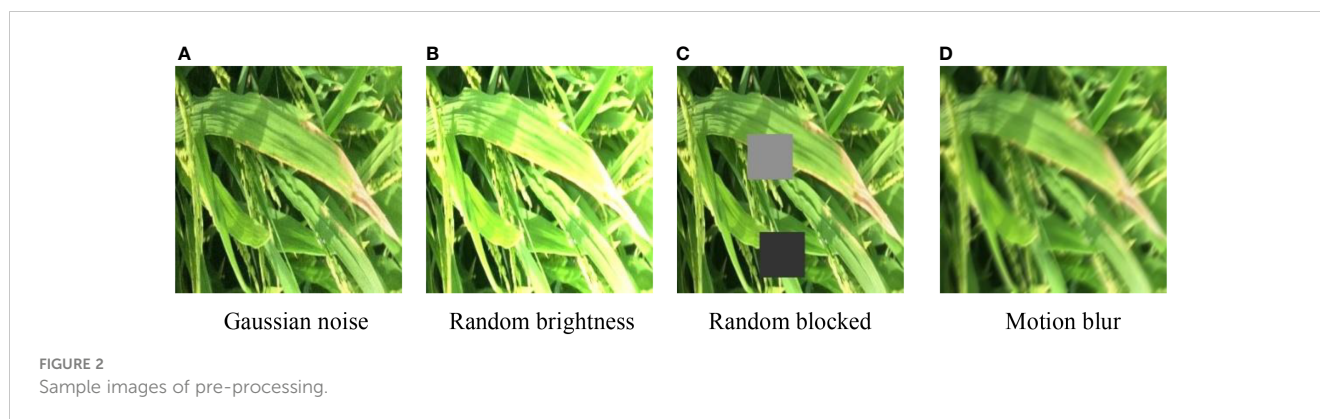 A B C D
Gaussian noise Random brightness Random blocked Motion blur
FIGURE 2
Sample images of pre-processing.